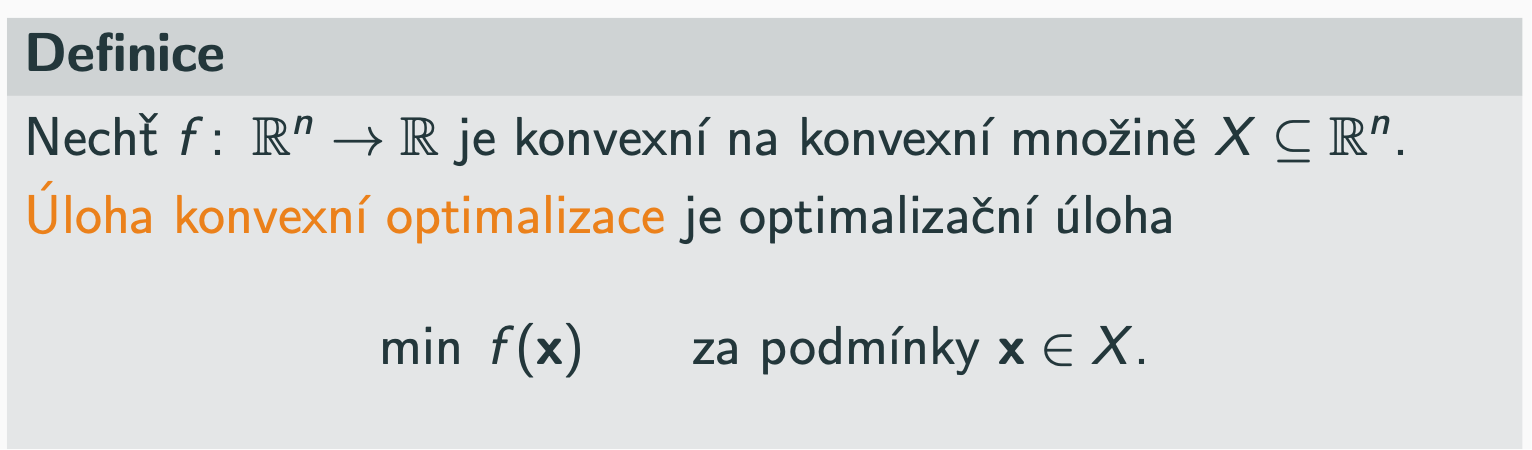 Definice
Nechť f : ℝⁿ → ℝ je konvexní na konvexní množině X ⊆ ℝⁿ.
Úloha konvexní optimalizace je optimalizační úloha
min f(x) za podmínky x ∈ X.